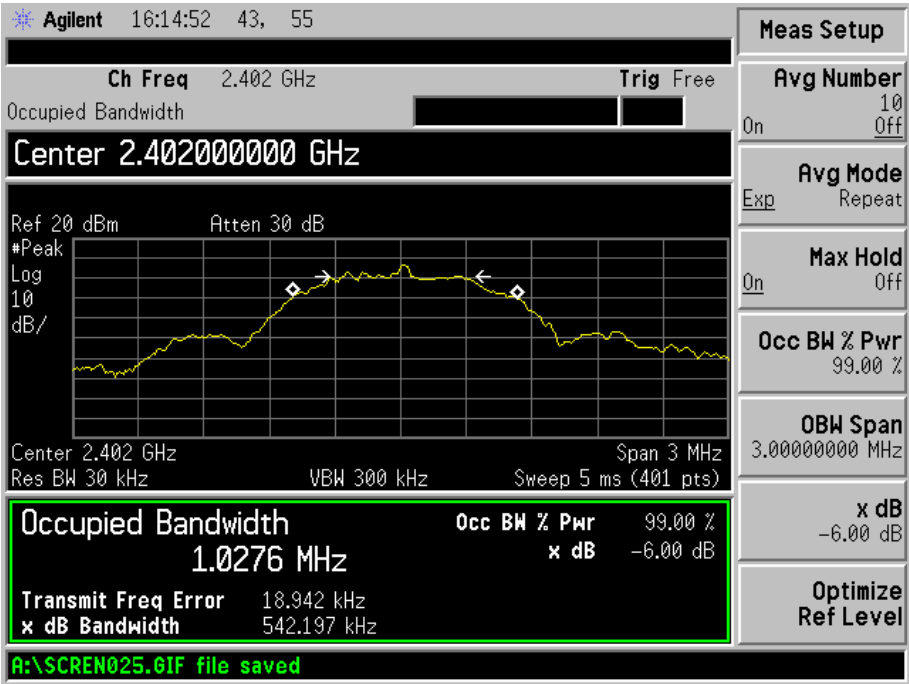 Agilent 16:14:52 43, 55
Ch Freq 2.402 GHz Trig Free
Occupied Bandwidth
Center 2.402000000 GHz
Ref 20 dBm Atten 30 dB
#Peak
Log
10
dB/
Center 2.402 GHz Span 3 MHz
Res BW 30 kHz VBW 300 kHz Sweep 5 ms (401 pts)
Occupied Bandwidth Occ BW % Pwr 99.00 %
1.0276 MHz x dB -6.00 dB
Transmit Freq Error 18.942 kHz
x dB Bandwidth 542.197 kHz
A:\SCREN025.GIF file saved
Meas Setup
Avg Number
10
On Off
Avg Mode
Exp Repeat
Max Hold
On Off
Occ BW % Pwr
99.00 %
OBW Span
3.00000000 MHz
x dB
-6.00 dB
Optimize
Ref Level